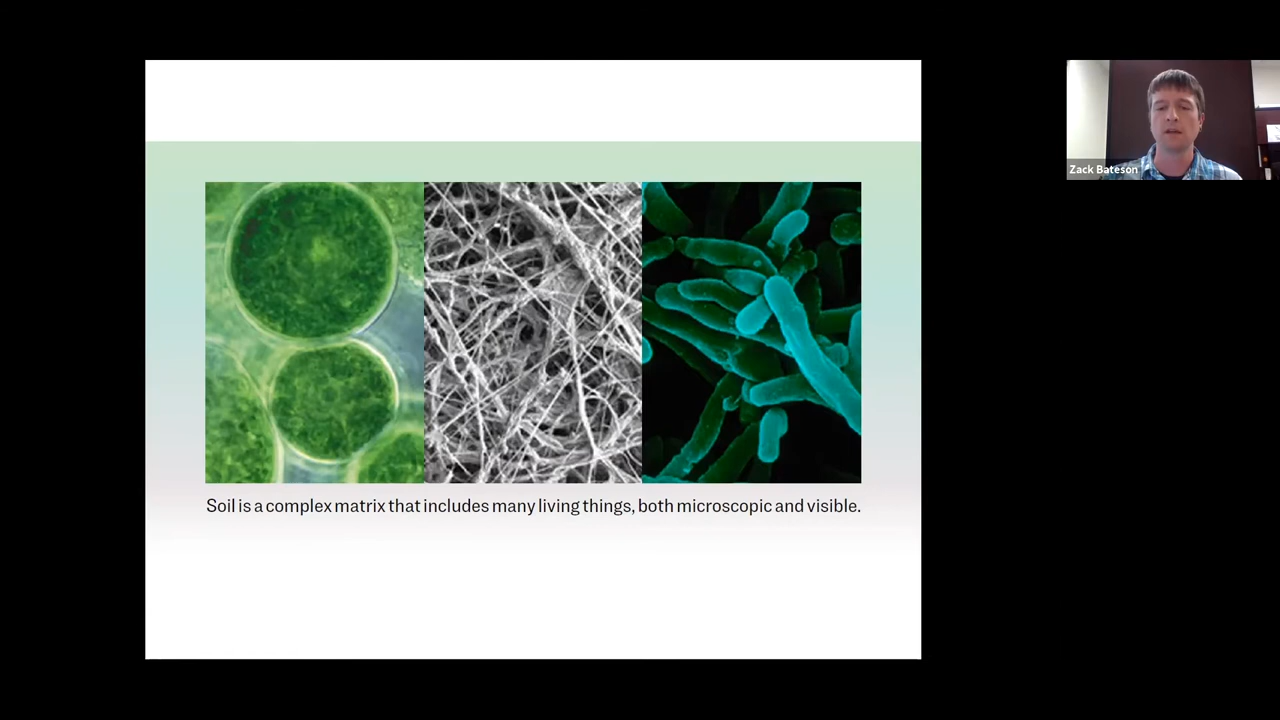 Zack Bateson
Soil is a complex matrix that includes many living things, both microscopic and visible.